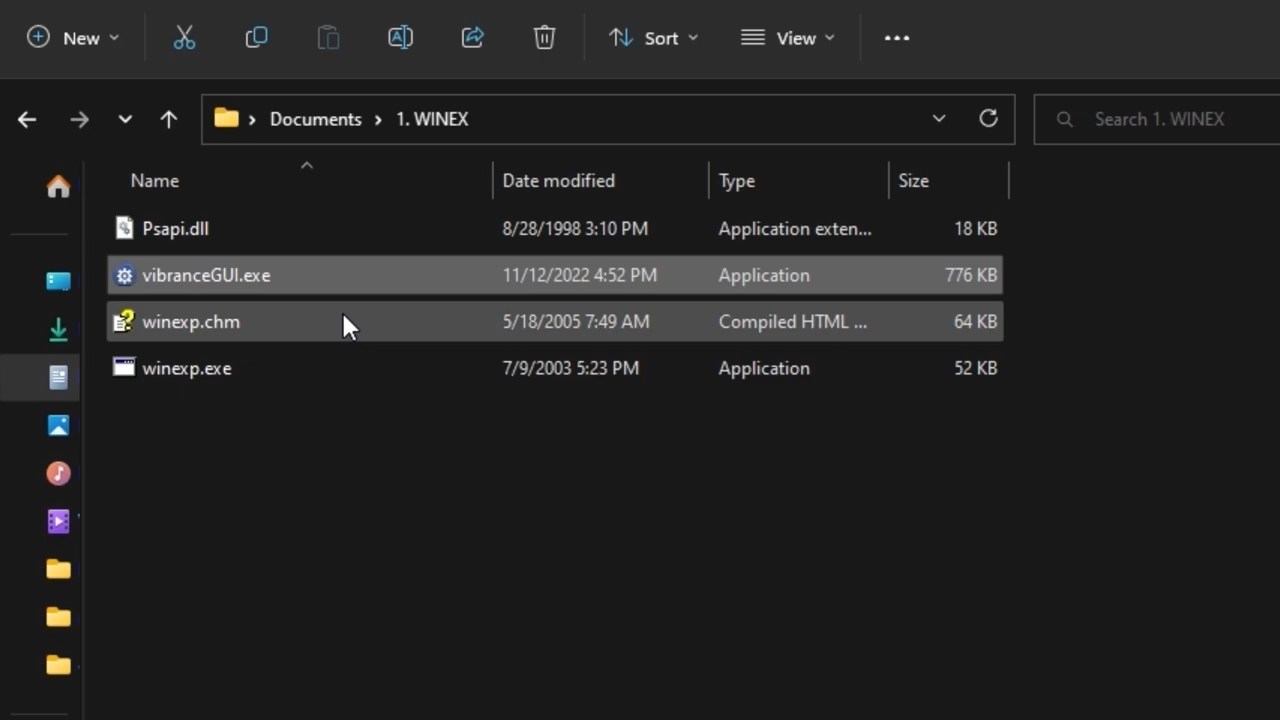 New Sort View
Documents 1. WINEX Search 1. WINEX
Name Date modified Type Size
Psapi.dll 8/28/1998 3:10 PM Application exten... 18 KB
vibranceGUI.exe 11/12/2022 4:52 PM Application 776 KB
winexp.chm 5/18/2005 7:49 AM Compiled HTML ... 64 KB
winexp.exe 7/9/2003 5:23 PM Application 52 KB